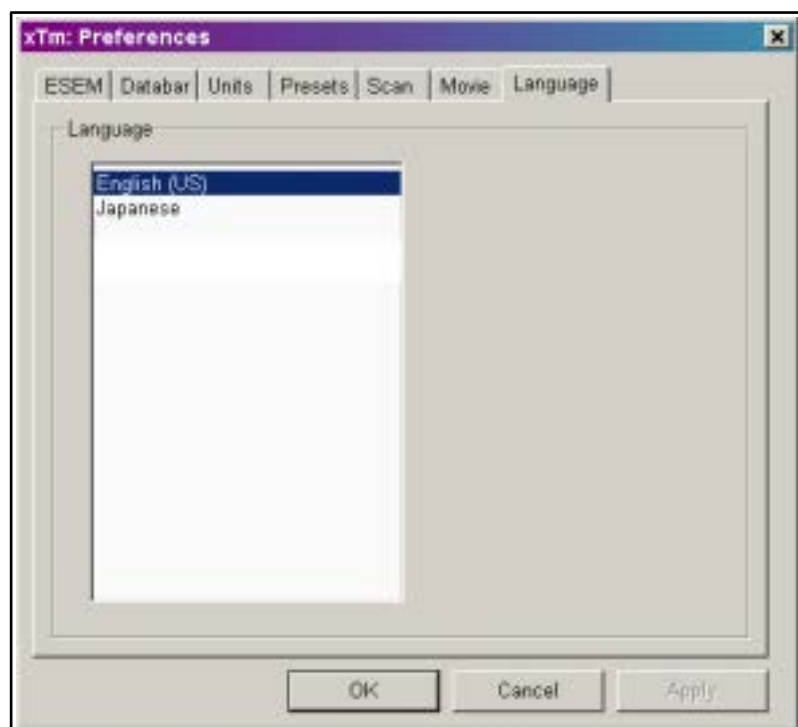 xTm: Preferences
ESEM Databar Units Presets Scan Movie Language
Language
English (US)
Japanese
OK Cancel Apply